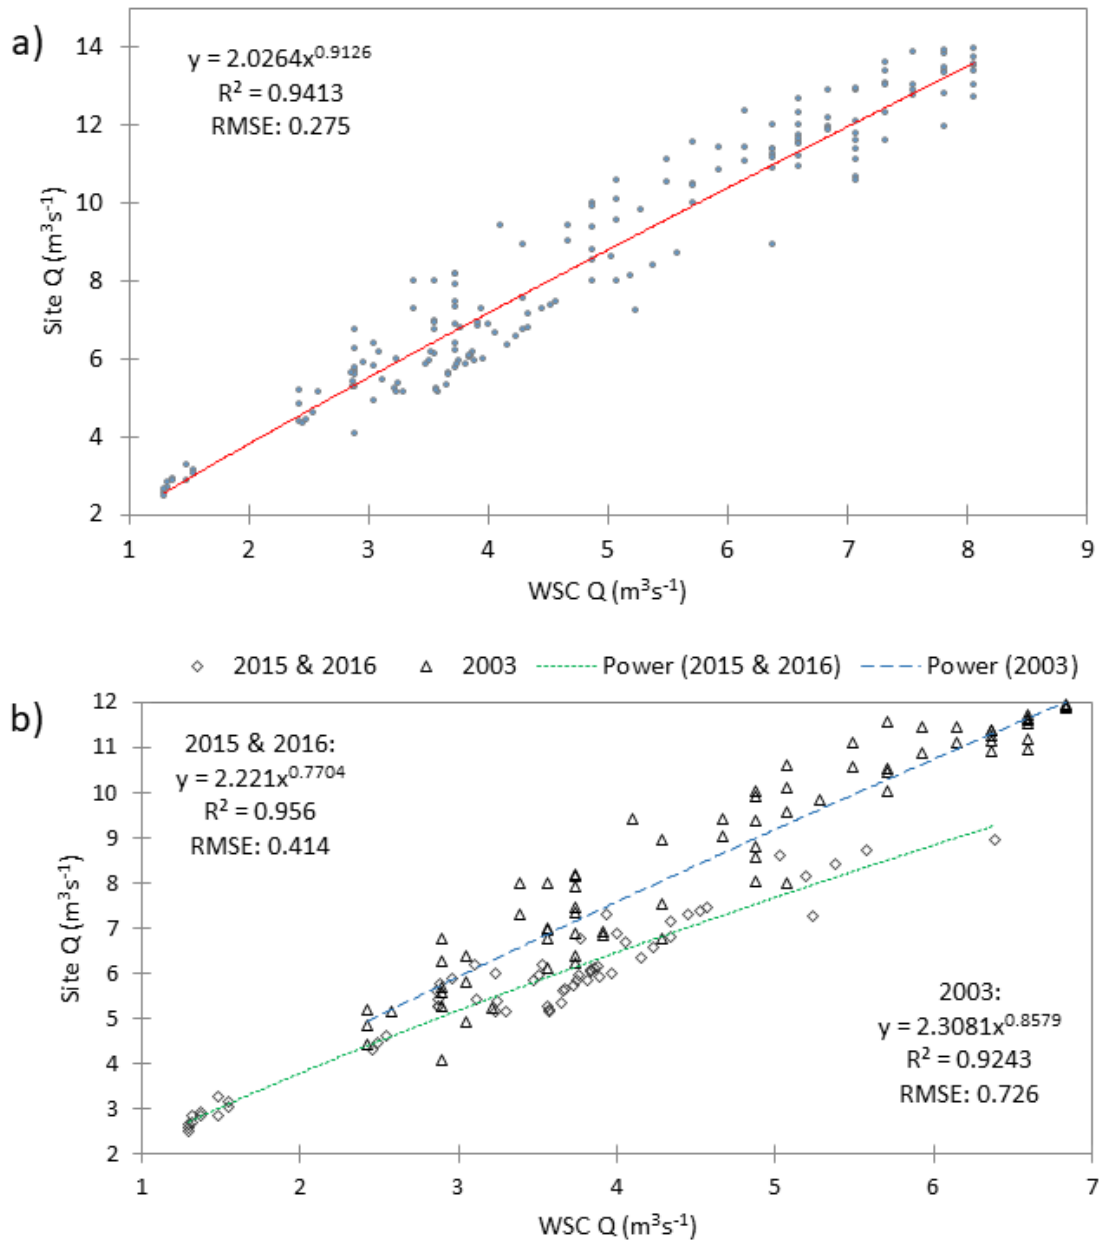 a)
y = 2.0264x^0.9126
R² = 0.9413
RMSE: 0.275
14
12
10
8
6
4
2
Site Q (m³s⁻¹)
1 2 3 4 5 6 7 8 9
WSC Q (m³s⁻¹)
2015 & 2016 2003 Power (2015 & 2016) Power (2003)
b)
2015 & 2016:
y = 2.221x^0.7704
R² = 0.956
RMSE: 0.414
12
11
10
9
8
7
6
5
4
3
2
Site Q (m³s⁻¹)
2003:
y = 2.3081x^0.8579
R² = 0.9243
RMSE: 0.726
1 2 3 4 5 6 7
WSC Q (m³s⁻¹)